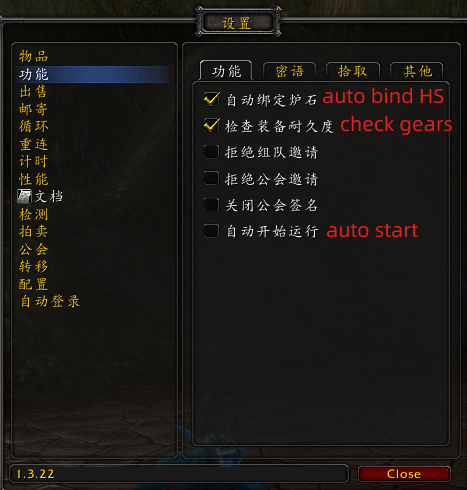 设置
物品
功能
出售
邮寄
循环
重连
计时
性能
文档
检测
拍卖
公会
转移
配置
自动登录
功能 密语 拾取 其他
自动绑定炉石 auto bind HS
检查装备耐久度 check gears
拒绝组队邀请
拒绝公会邀请
关闭公会签名
自动开始运行 auto start
1.3.22
Close